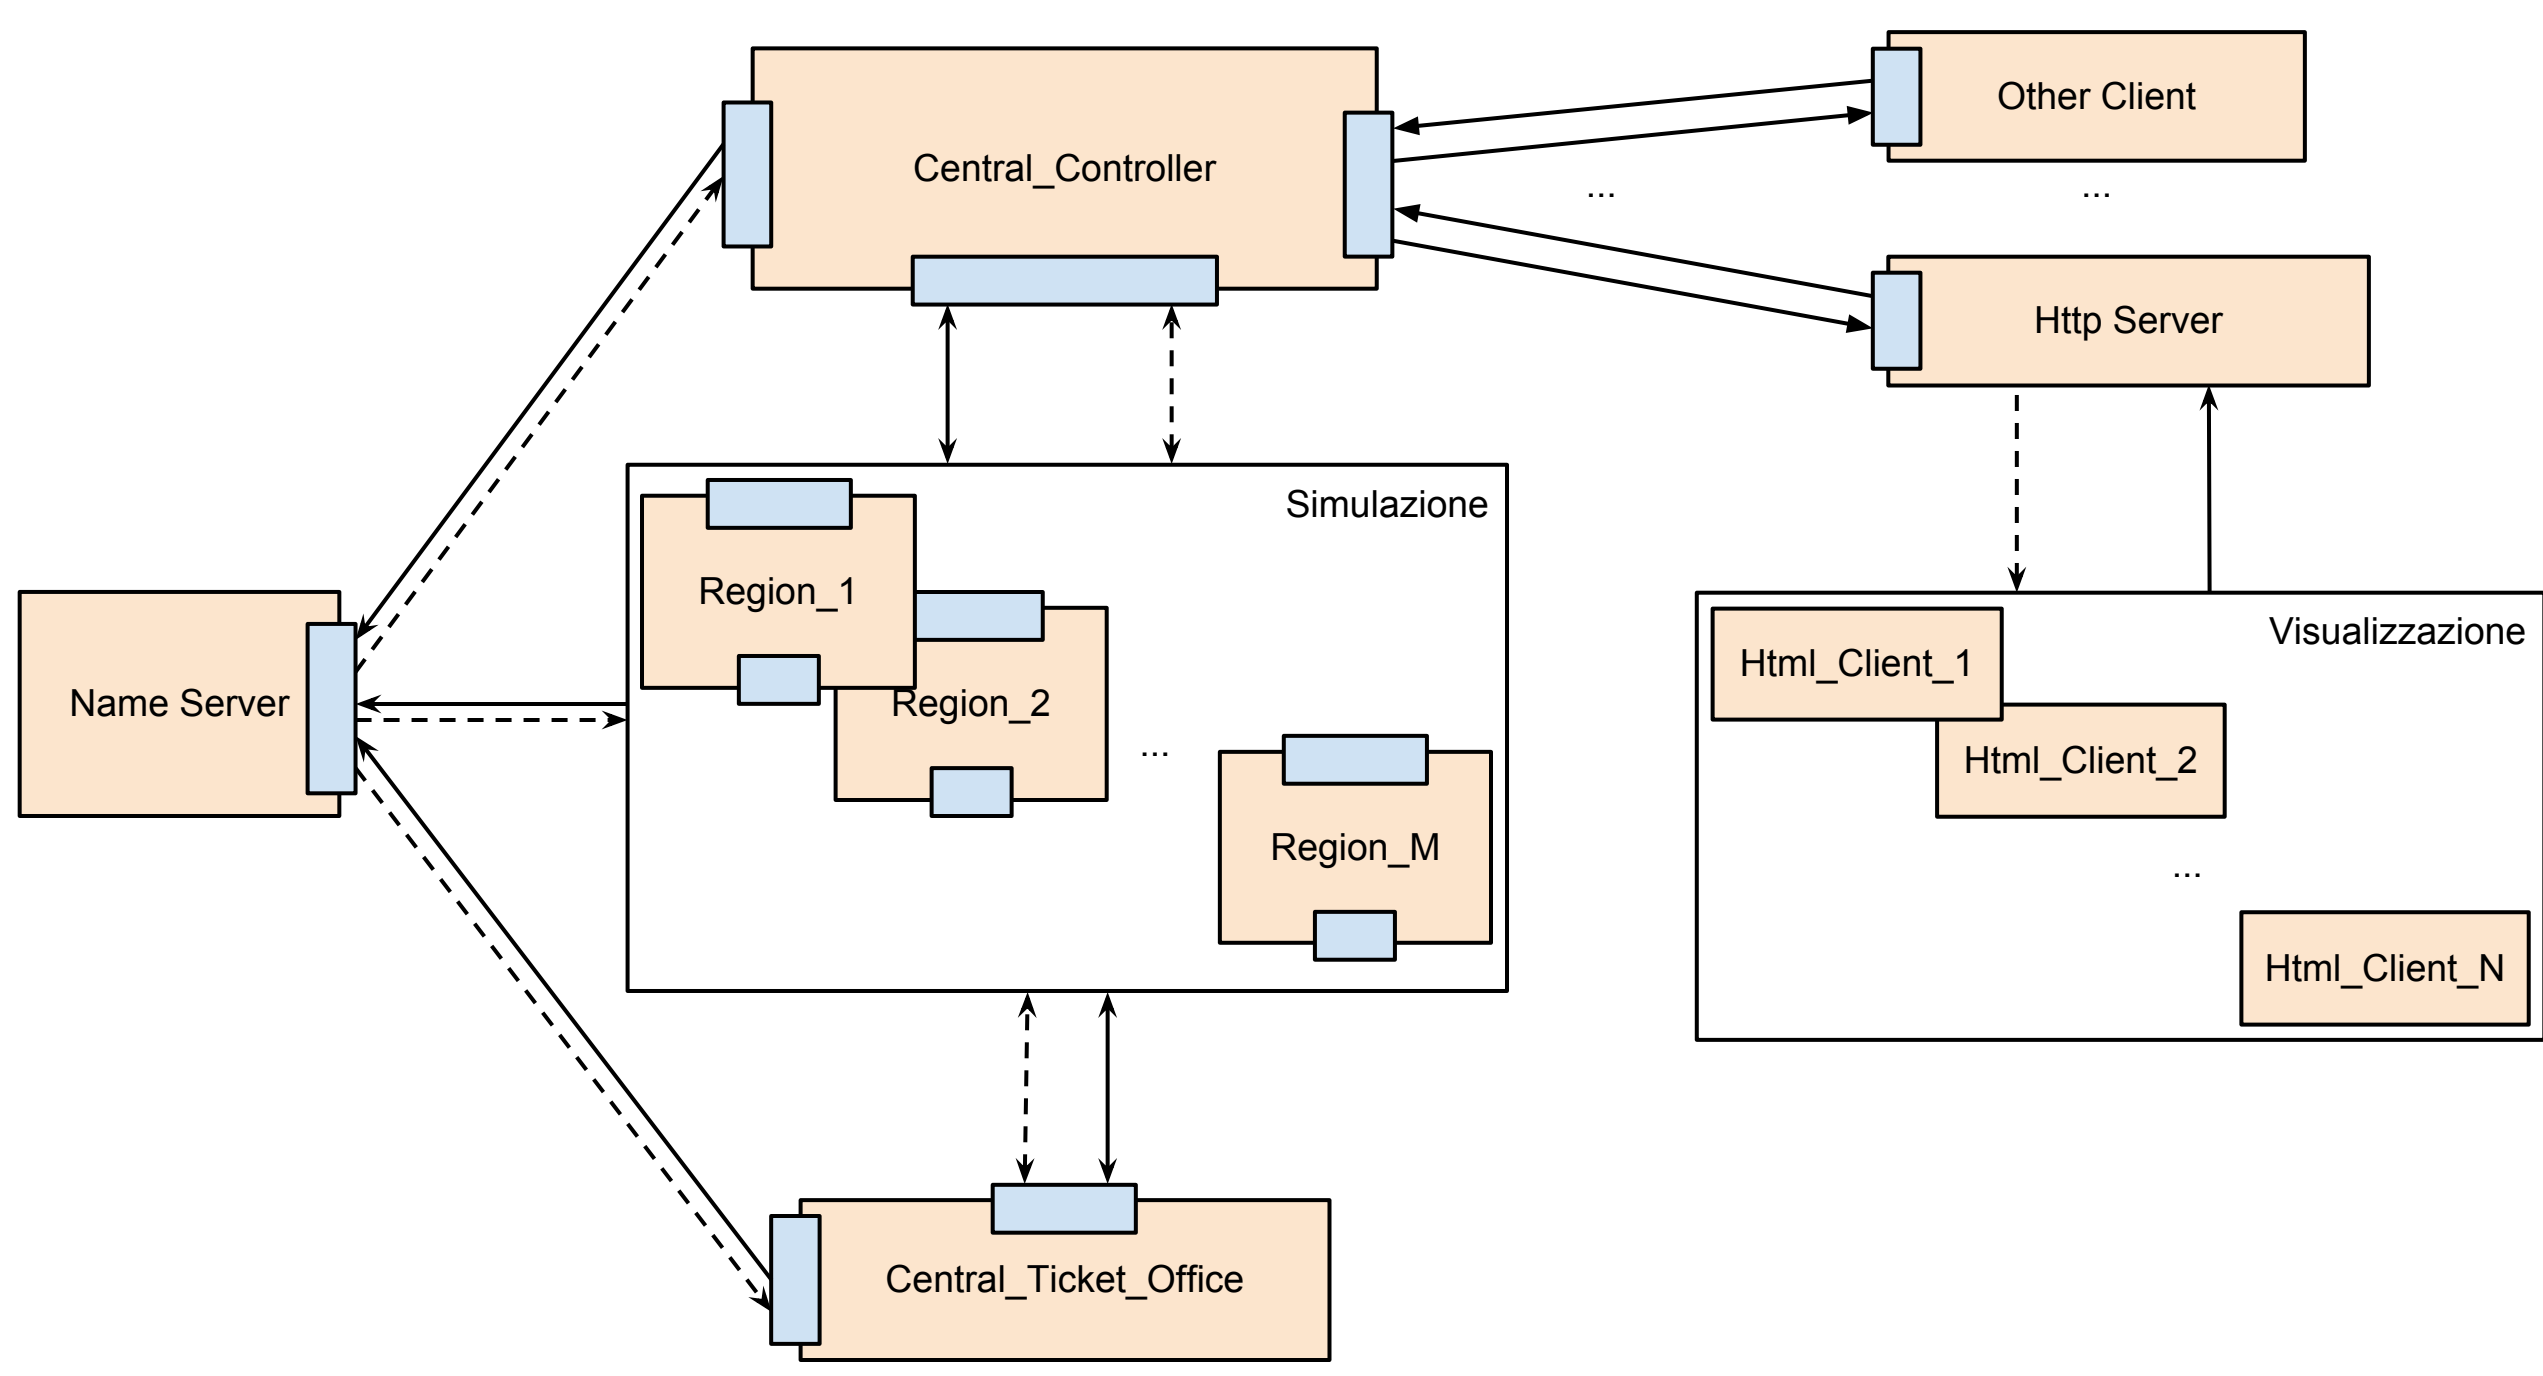 Other Client
Central_Controller
...
...
Http Server
Simulazione
Region_1
Visualizzazione
Html_Client_1
Name Server
Region_2
...
Html_Client_2
Region_M
...
Html_Client_N
Central_Ticket_Office